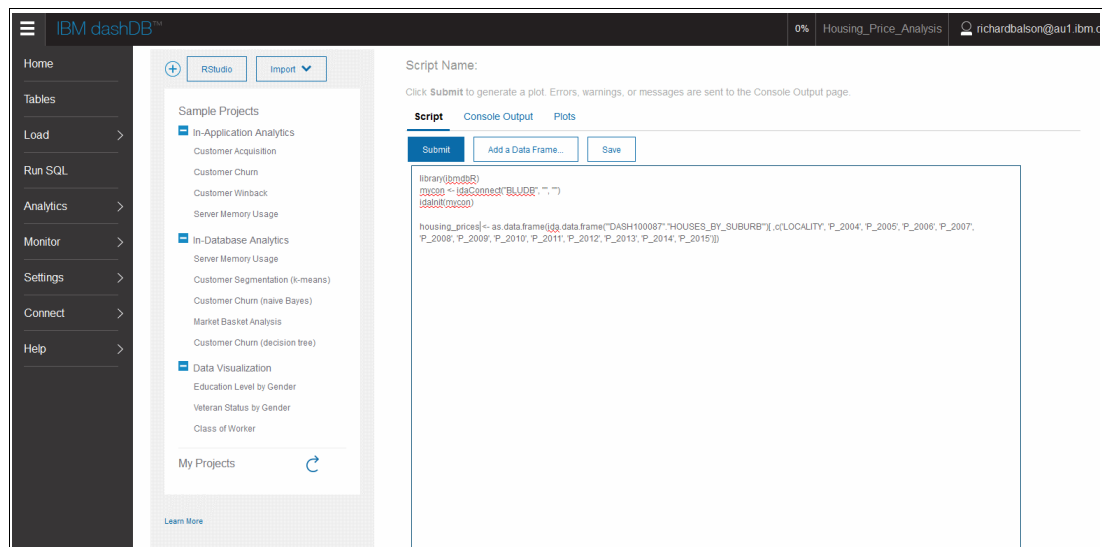 IBM dashDB™
0% Housing_Price_Analysis richardbalson@au1.ibm.c
Home
Tables
Load
Run SQL
Analytics
Monitor
Settings
Connect
Help
RStudio Import
Sample Projects
In-Application Analytics
Customer Acquisition
Customer Churn
Customer Winback
Server Memory Usage
In-Database Analytics
Server Memory Usage
Customer Segmentation (k-means)
Customer Churn (naive Bayes)
Market Basket Analysis
Customer Churn (decision tree)
Data Visualization
Education Level by Gender
Veteran Status by Gender
Class of Worker
My Projects
Learn More
Script Name:
Click Submit to generate a plot. Errors, warnings, or messages are sent to the Console Output page.
Script Console Output Plots
Submit Add a Data Frame... Save
library(ibmdbR)
mycon <- idaConnect("BLUDB", "", "")
idaInit(mycon)
housing_prices <- as.data.frame(ida.data.frame('"DASH100087"."HOUSES_BY_SUBURB"')[ ,c('LOCALITY', 'P_2004', 'P_2005', 'P_2006', 'P_2007',
'P_2008', 'P_2009', 'P_2010', 'P_2011', 'P_2012', 'P_2013', 'P_2014', 'P_2015')])